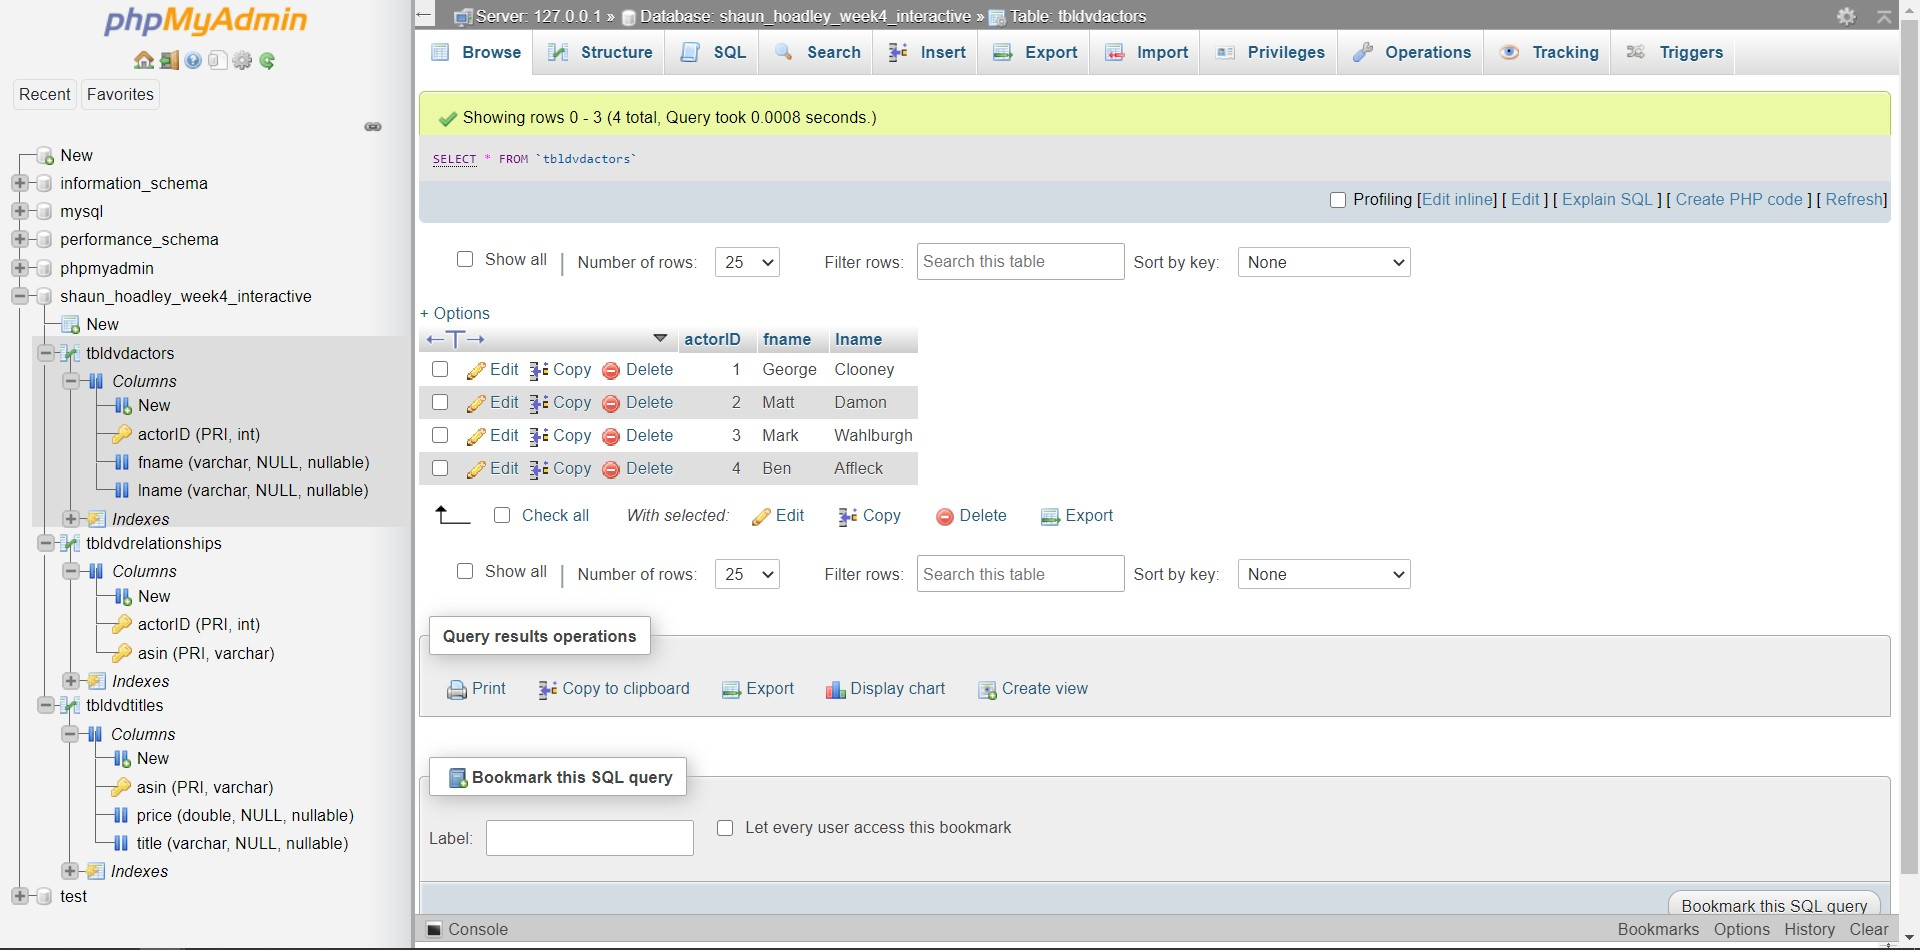 phpMyAdmin
Recent Favorites
New
information_schema
mysql
performance_schema
phpmyadmin
shaun_hoadley_week4_interactive
New
tbldvdactors
Columns
New
actorID (PRI, int)
fname (varchar, NULL, nullable)
lname (varchar, NULL, nullable)
Indexes
tbldvdrelationships
Columns
New
actorID (PRI, int)
asin (PRI, varchar)
Indexes
tbldvdtitles
Columns
New
asin (PRI, varchar)
price (double, NULL, nullable)
title (varchar, NULL, nullable)
Indexes
test
Server: 127.0.0.1 » Database: shaun_hoadley_week4_interactive » Table: tbldvdactors
Browse Structure SQL Search Insert Export Import Privileges Operations Tracking Triggers
Showing rows 0 - 3 (4 total, Query took 0.0008 seconds.)
SELECT * FROM `tbldvdactors`
Profiling [Edit inline] [ Edit ] [ Explain SQL ] [ Create PHP code ] [ Refresh]
Show all | Number of rows: 25 Filter rows: Search this table Sort by key: None
+ Options
←T→ actorID fname lname
Edit Copy Delete 1 George Clooney
Edit Copy Delete 2 Matt Damon
Edit Copy Delete 3 Mark Wahlburgh
Edit Copy Delete 4 Ben Affleck
Check all With selected: Edit Copy Delete Export
Show all | Number of rows: 25 Filter rows: Search this table Sort by key: None
Query results operations
Print Copy to clipboard Export Display chart Create view
Bookmark this SQL query
Label: Let every user access this bookmark
Bookmark this SQL query
Console Bookmarks Options History Clear